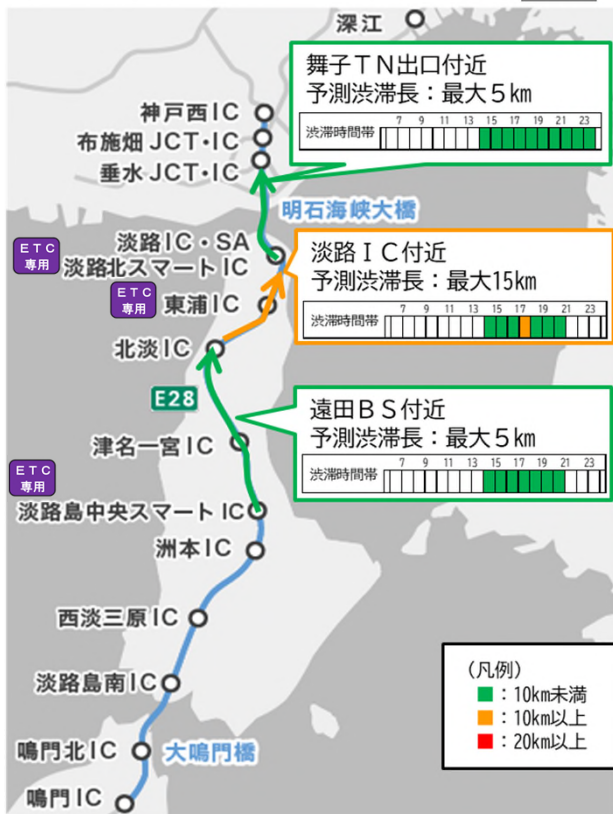 深江
舞子TN出口付近
予測渋滞長：最大5km
渋滞時間帯
7 9 11 13 15 17 19 21 23
神戸西IC
布施畑JCT・IC
垂水JCT・IC
明石海峡大橋
ETC
専用
淡路IC・SA
淡路北スマートIC
淡路IC付近
予測渋滞長：最大15km
渋滞時間帯
7 9 11 13 15 17 19 21 23
ETC
専用
東浦IC
北淡IC
E28
遠田BS付近
予測渋滞長：最大5km
渋滞時間帯
7 9 11 13 15 17 19 21 23
津名一宮IC
ETC
専用
淡路島中央スマートIC
洲本IC
西淡三原IC
淡路島南IC
鳴門北IC
大鳴門橋
鳴門IC
(凡例)
：10km未満
：10km以上
：20km以上